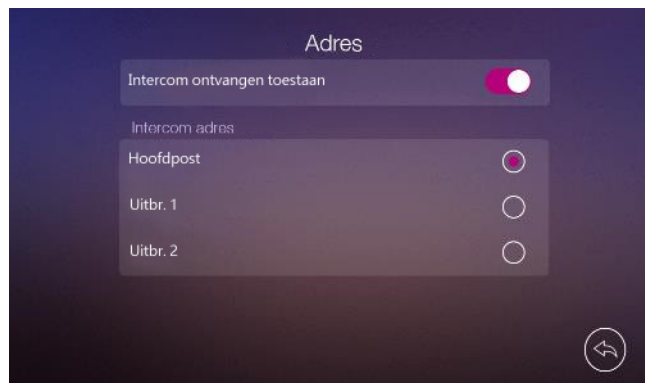 Adres
Intercom ontvangen toestaan
Intercom adres
Hoofdpost
Uitbr. 1
Uitbr. 2